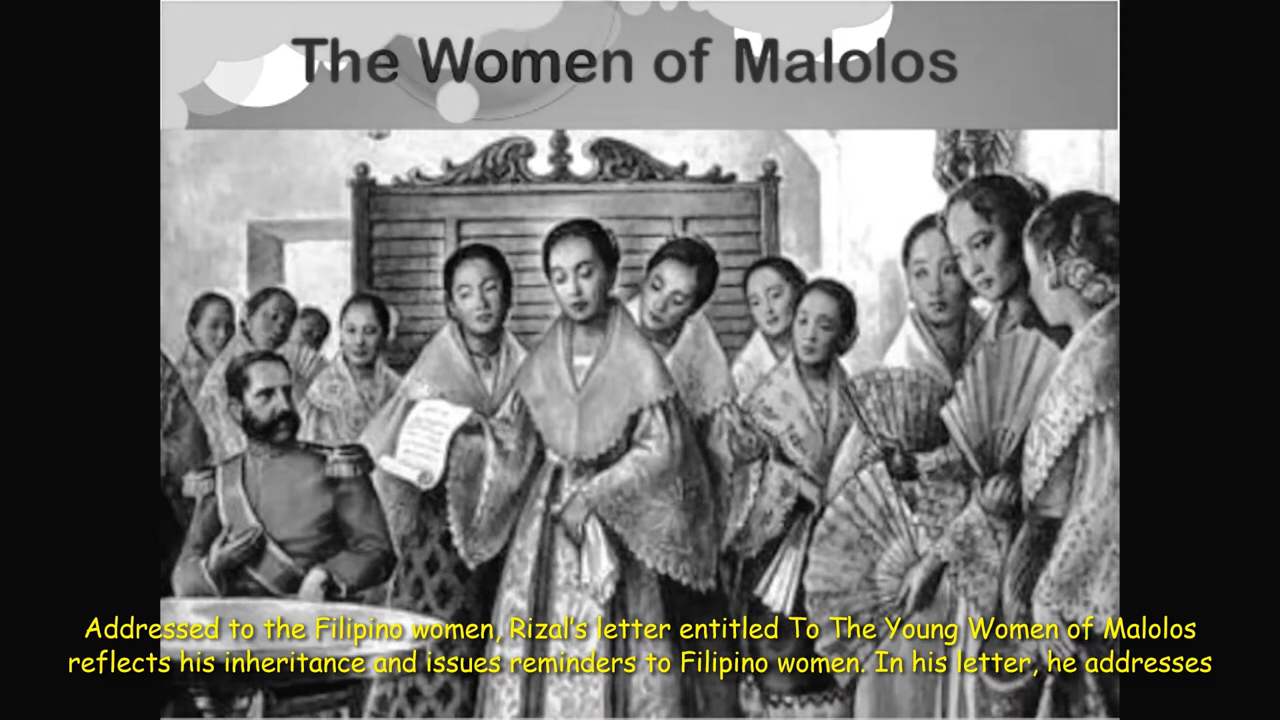 The Women of Malolos
Addressed to the Filipino women, Rizal's letter entitled To The Young Women of Malolos
reflects his inheritance and issues reminders to Filipino women. In his letter, he addresses